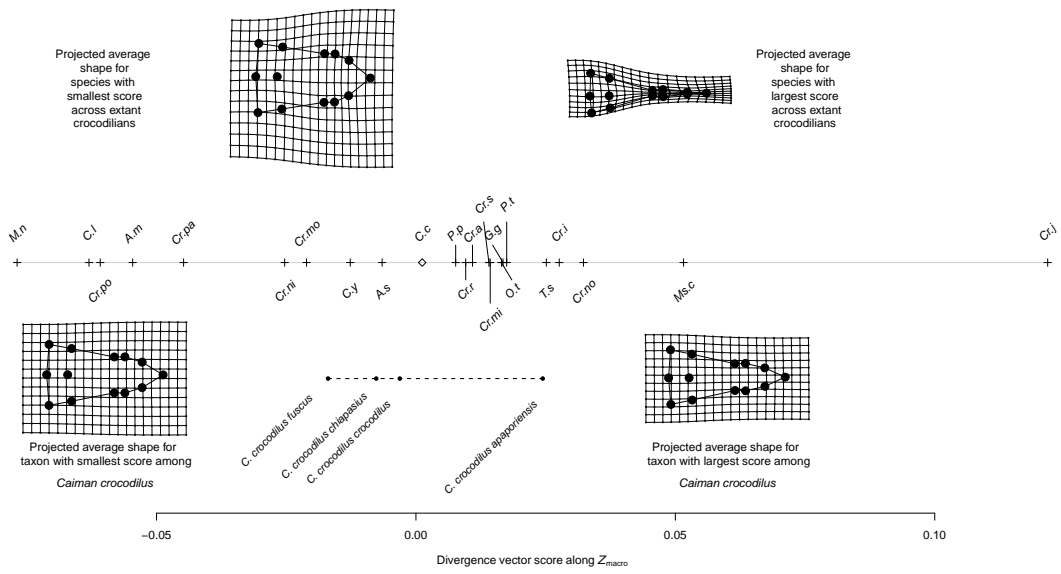 Projected average
shape for
species with
smallest score
across extant
crocodilians
Projected average
shape for
species with
largest score
across extant
crocodilians
M.n
C.l
Cr.po
A.m
Cr.pa
Cr.ni
Cr.mo
C.y
A.s
C.c
P.p
Cr.r
Cr.a
Cr.s
Cr.mi
G.g
O.t
P.t
T.s
Cr.i
Cr.no
Ms.c
Cr.j
C. crocodilus fuscus
C. crocodilus chiapasius
C. crocodilus crocodilus
C. crocodilus apaporiensis
Projected average shape for
taxon with smallest score among
Caiman crocodilus
Projected average shape for
taxon with largest score among
Caiman crocodilus
−0.05
0.00
0.05
0.10
Divergence vector score along Zmacro